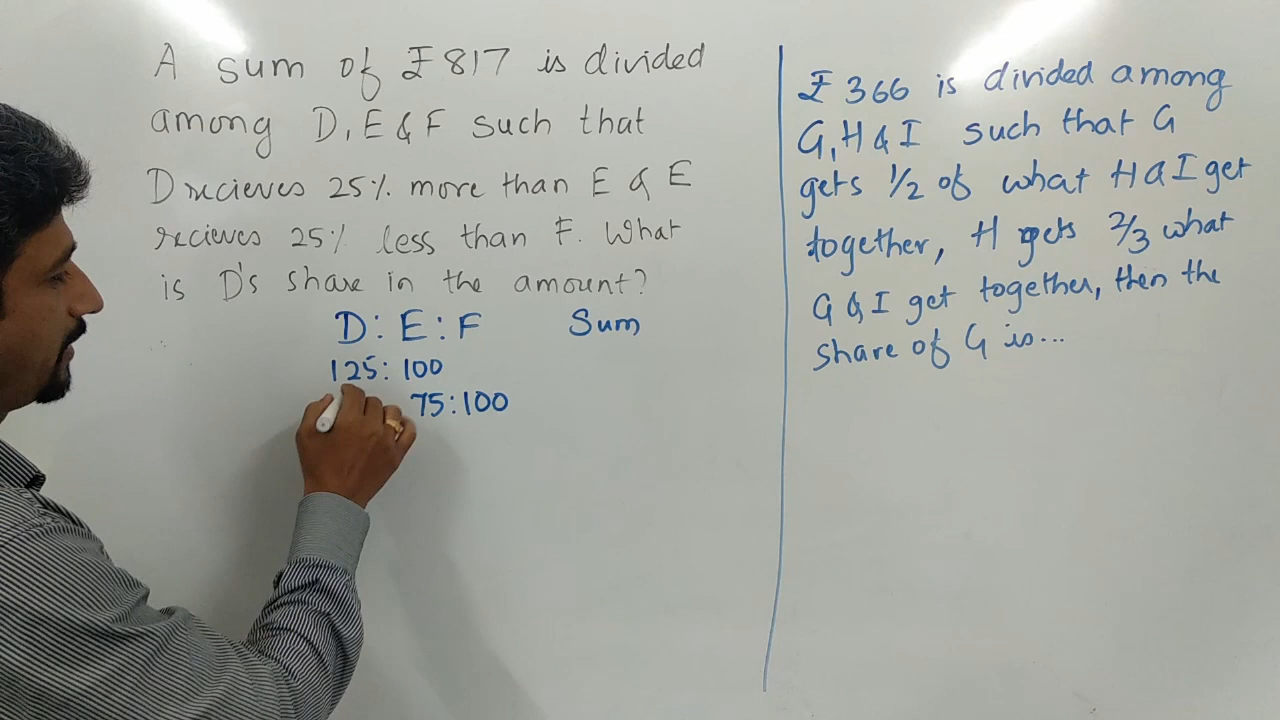 A sum of ₹817 is divided
among D, E & F such that
D recieves 25% more than E & E
recieves 25% less than F. What
is D's share in the amount?
D : E : F Sum
125 : 100
75 : 100
₹ 366 is divided among
G, H & I such that G
gets 1/2 of what H & I get
together, H gets 2/3 what
G & I get together, then the
share of G is...